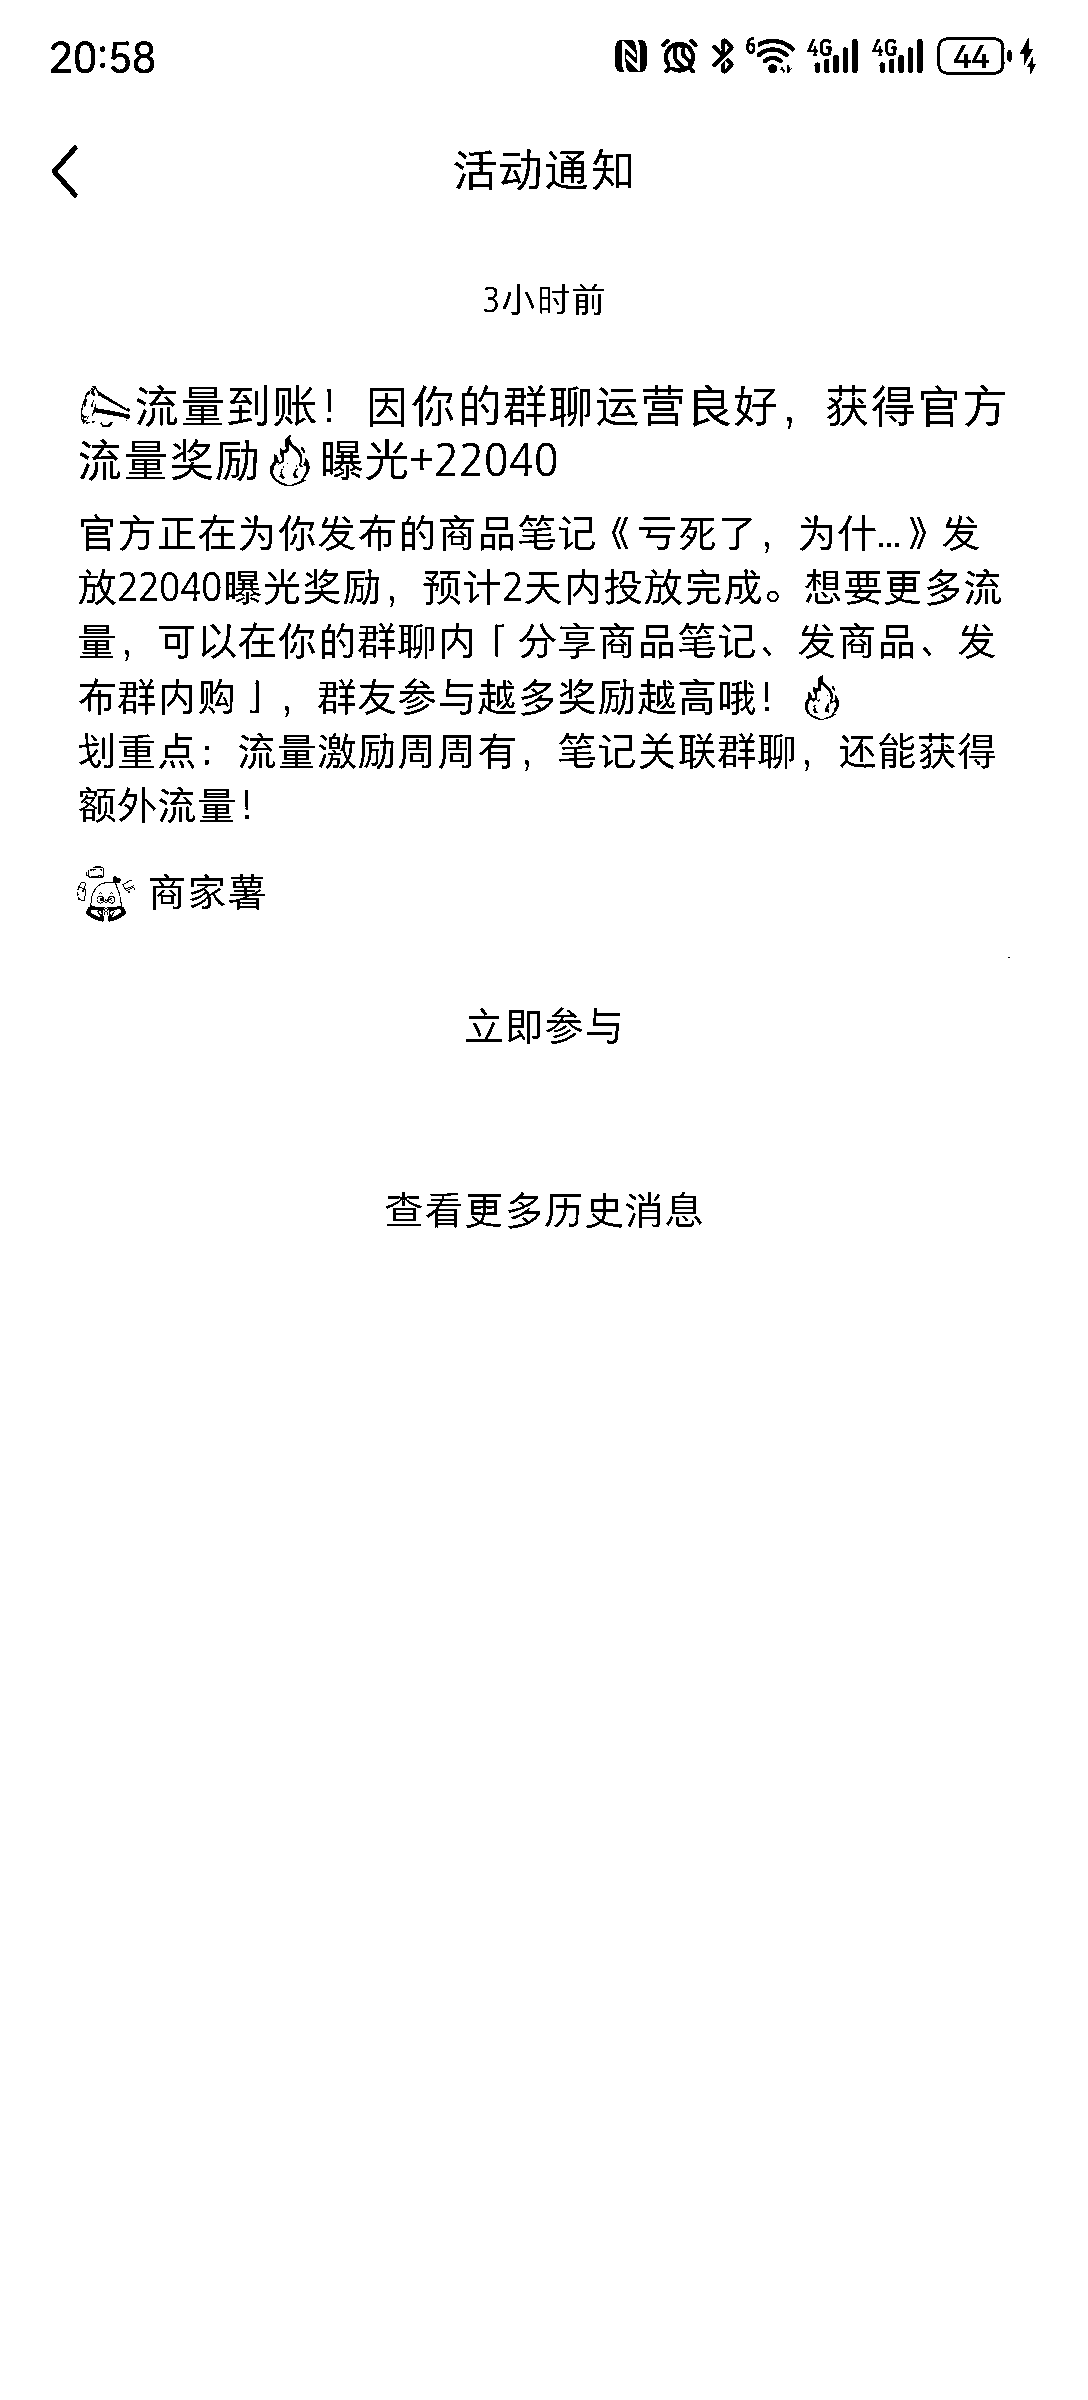 20:58
6 4G 4G 44
活动通知
3小时前
流量到账！因你的群聊运营良好，获得官方
流量奖励🔥曝光+22040
官方正在为你发布的商品笔记《亏死了，为什...》发
放22040曝光奖励，预计2天内投放完成。想要更多流
量，可以在你的群聊内「分享商品笔记、发商品、发
布群内购」，群友参与越多奖励越高哦！🔥
划重点：流量激励周周有，笔记关联群聊，还能获得
额外流量！
商家薯
立即参与
查看更多历史消息